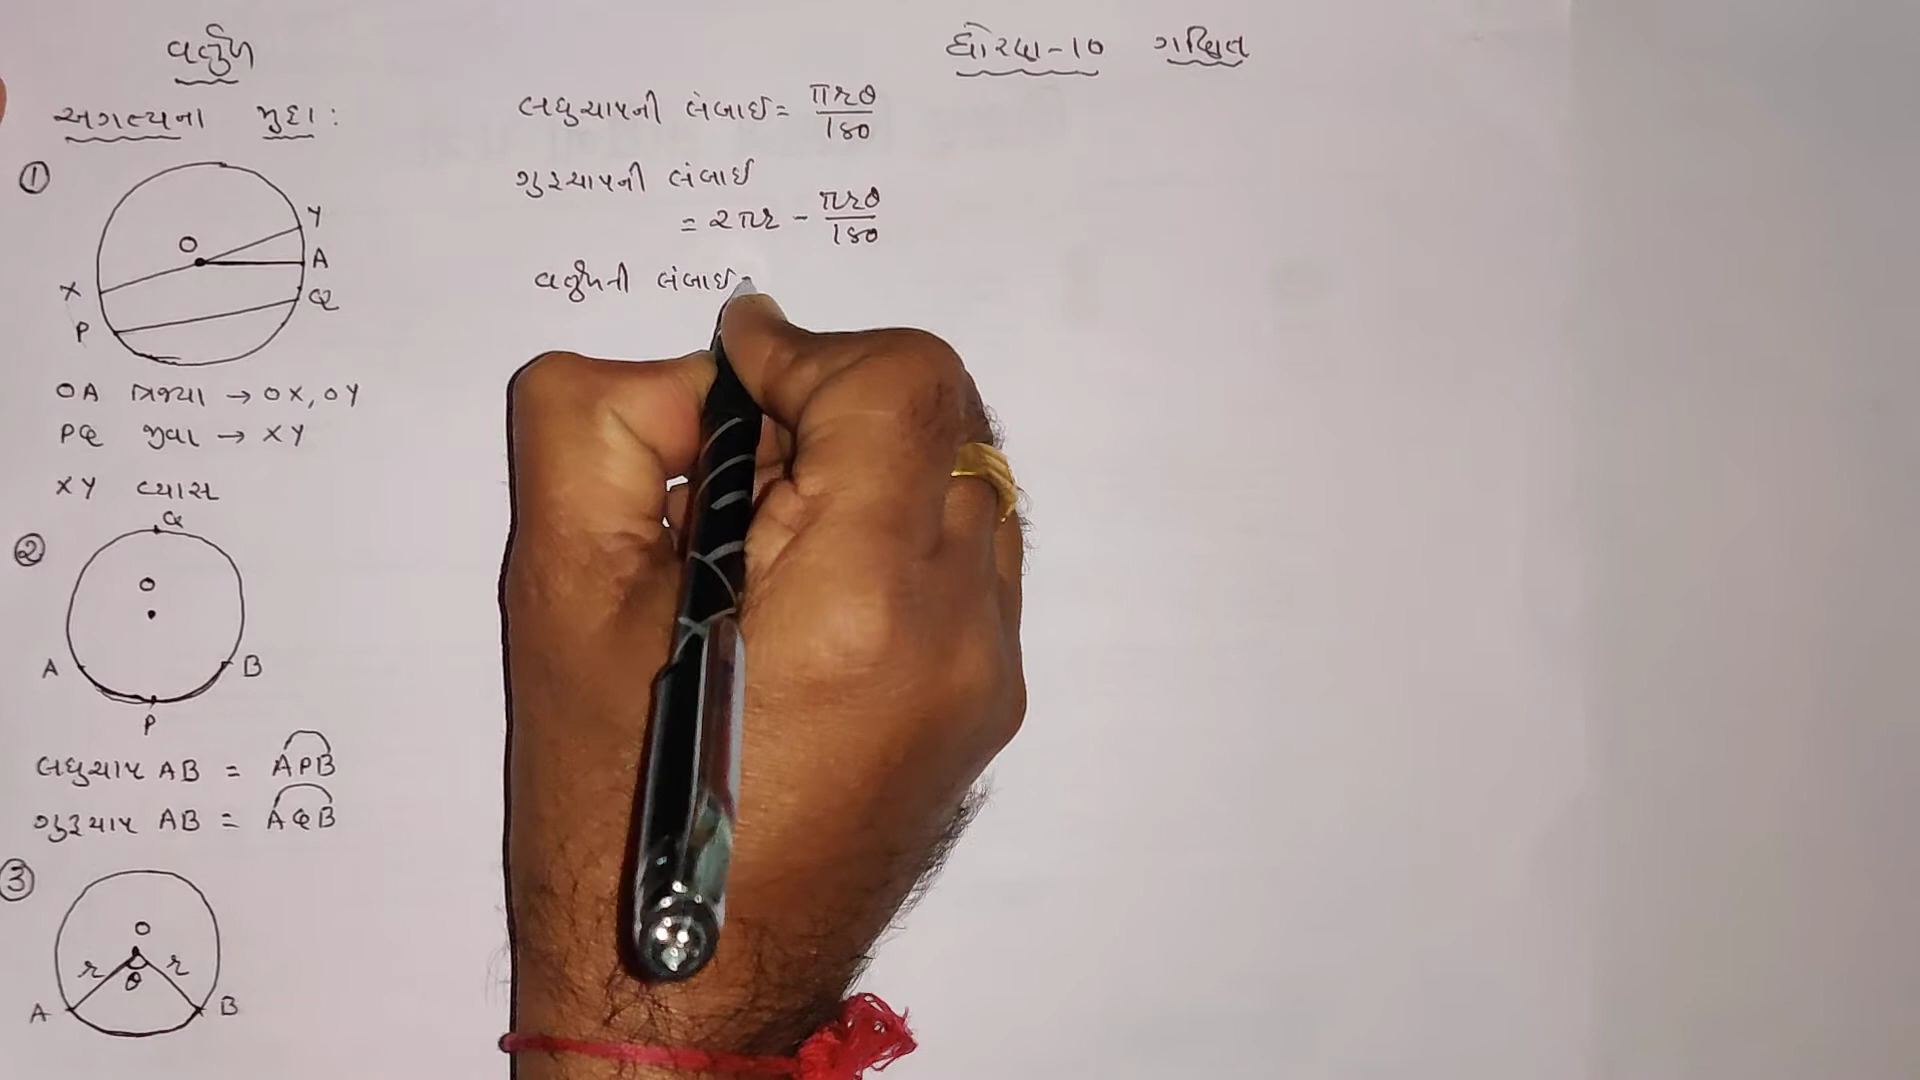 વર્તુળ
ધોરણ-10 ગણિત
અગત્યના મુદ્દા :
①
Y
O
A
X
Q
P
OA ત્રિજ્યા → OX, OY
PQ જીવા → XY
XY વ્યાસ
②
Q
O
A
B
P
લઘુચાપ AB = APB
ગુરુચાપ AB = AQB
③
O
r r
θ
A
B
લઘુચાપની લંબાઈ = πrθ/180
ગુરુચાપની લંબાઈ
= 2πr - πrθ/180
વર્તુળની લંબાઈ =